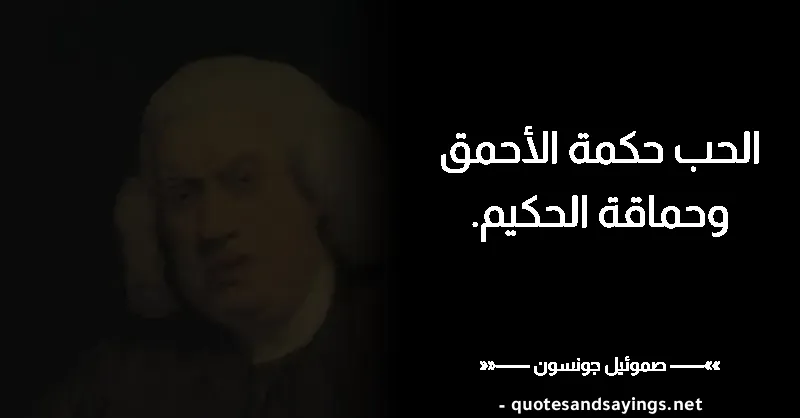 الحب حكمة الأحمق
وحماقة الحكيم.
»»—— صموئيل جونسون ——««
- quotesandsayings.net